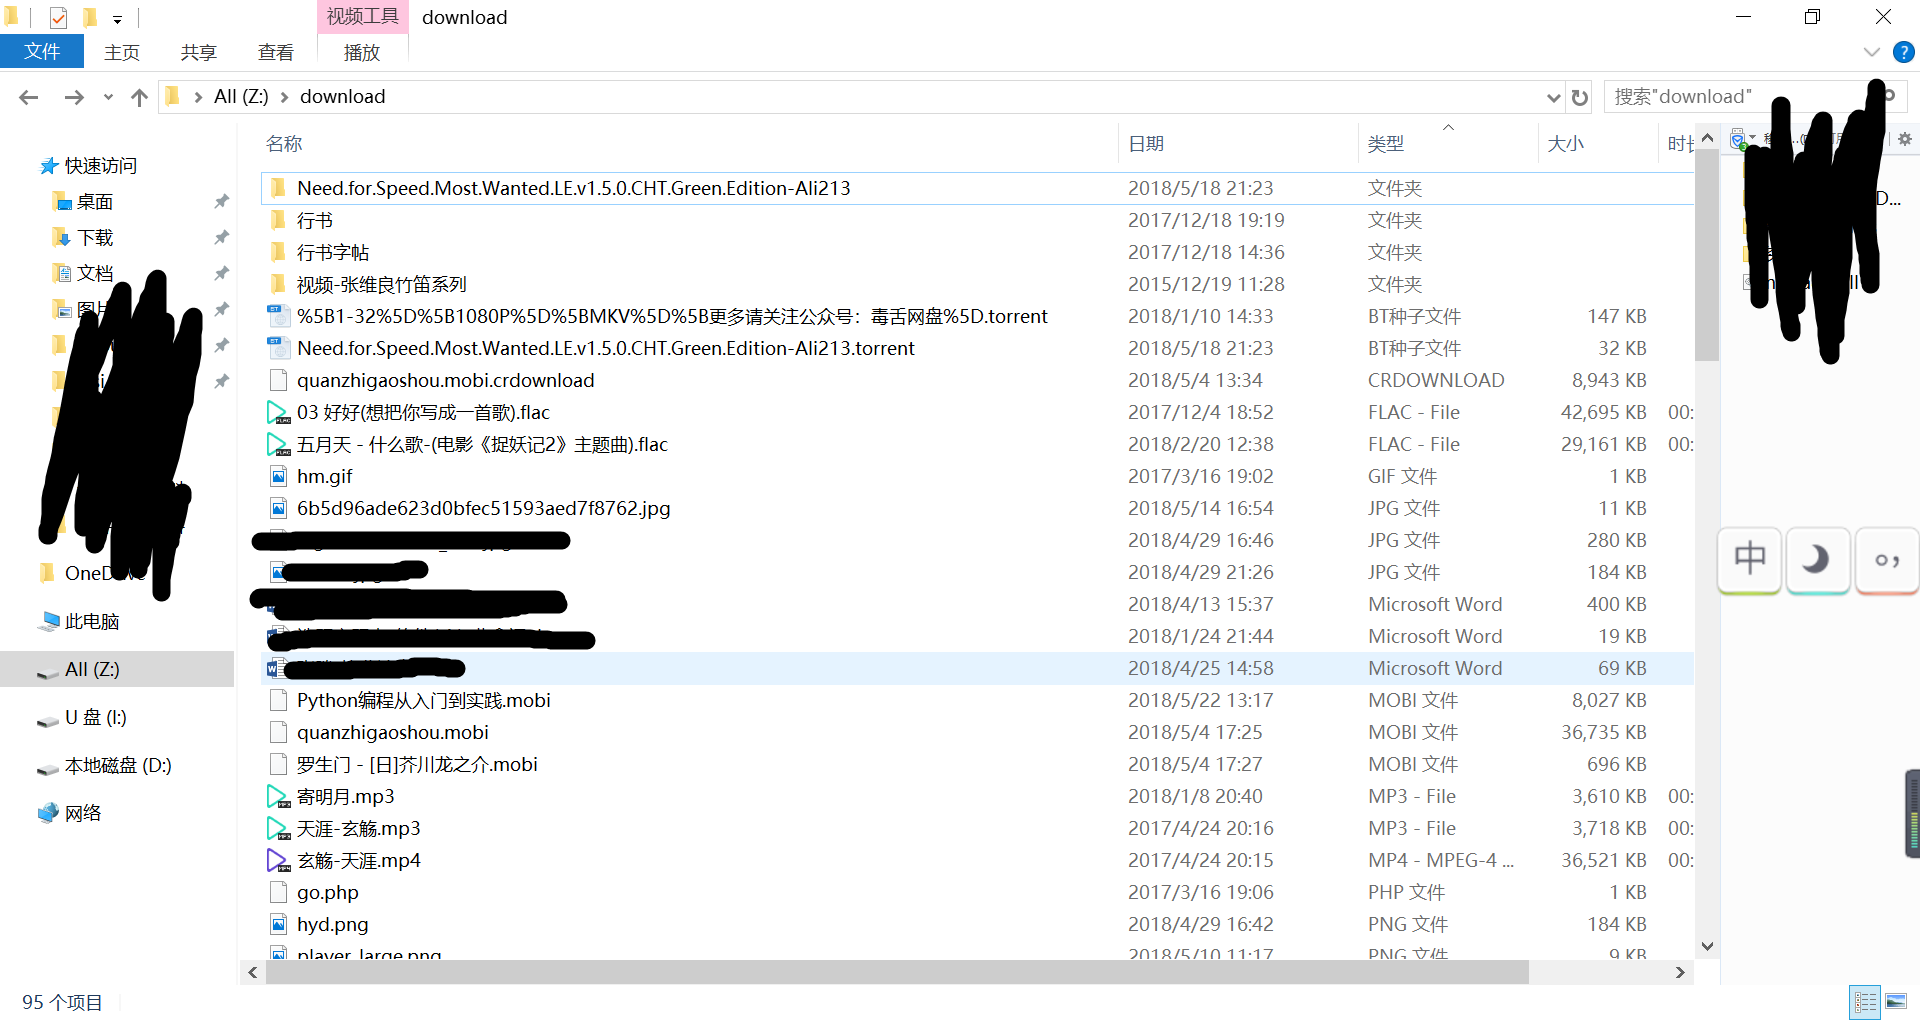 视频工具 download
文件 主页 共享 查看 播放
All (Z:) download 搜索"download"
名称 日期 类型 大小
快速访问
桌面
下载
文档
OneD
此电脑
All (Z:)
U 盘 (I:)
本地磁盘 (D:)
网络
Need.for.Speed.Most.Wanted.LE.v1.5.0.CHT.Green.Edition-Ali213 2018/5/18 21:23 文件夹
行书 2017/12/18 19:19 文件夹
行书字帖 2017/12/18 14:36 文件夹
视频-张维良竹笛系列 2015/12/19 11:28 文件夹
%5B1-32%5D%5B1080P%5D%5BMKV%5D%5B更多请关注公众号：毒舌网盘%5D.torrent 2018/1/10 14:33 BT种子文件 147 KB
Need.for.Speed.Most.Wanted.LE.v1.5.0.CHT.Green.Edition-Ali213.torrent 2018/5/18 21:23 BT种子文件 32 KB
quanzhigaoshou.mobi.crdownload 2018/5/4 13:34 CRDOWNLOAD 8,943 KB
03 好好(想把你写成一首歌).flac 2017/12/4 18:52 FLAC - File 42,695 KB 00:
五月天 - 什么歌-(电影《捉妖记2》主题曲).flac 2018/2/20 12:38 FLAC - File 29,161 KB 00:
hm.gif 2017/3/16 19:02 GIF 文件 1 KB
6b5d96ade623d0bfec51593aed7f8762.jpg 2018/5/14 16:54 JPG 文件 11 KB
2018/4/29 16:46 JPG 文件 280 KB
2018/4/29 21:26 JPG 文件 184 KB
2018/4/13 15:37 Microsoft Word 400 KB
2018/1/24 21:44 Microsoft Word 19 KB
2018/4/25 14:58 Microsoft Word 69 KB
Python编程从入门到实践.mobi 2018/5/22 13:17 MOBI 文件 8,027 KB
quanzhigaoshou.mobi 2018/5/4 17:25 MOBI 文件 36,735 KB
罗生门 - [日]芥川龙之介.mobi 2018/5/4 17:27 MOBI 文件 696 KB
寄明月.mp3 2018/1/8 20:40 MP3 - File 3,610 KB 00:
天涯-玄觞.mp3 2017/4/24 20:16 MP3 - File 3,718 KB 00:
玄觞-天涯.mp4 2017/4/24 20:15 MP4 - MPEG-4 ... 36,521 KB 00:
go.php 2017/3/16 19:06 PHP 文件 1 KB
hyd.png 2018/4/29 16:42 PNG 文件 184 KB
player_large.png 2018/5/10 11:17 PNG 文件 9 KB
D...
中
95 个项目